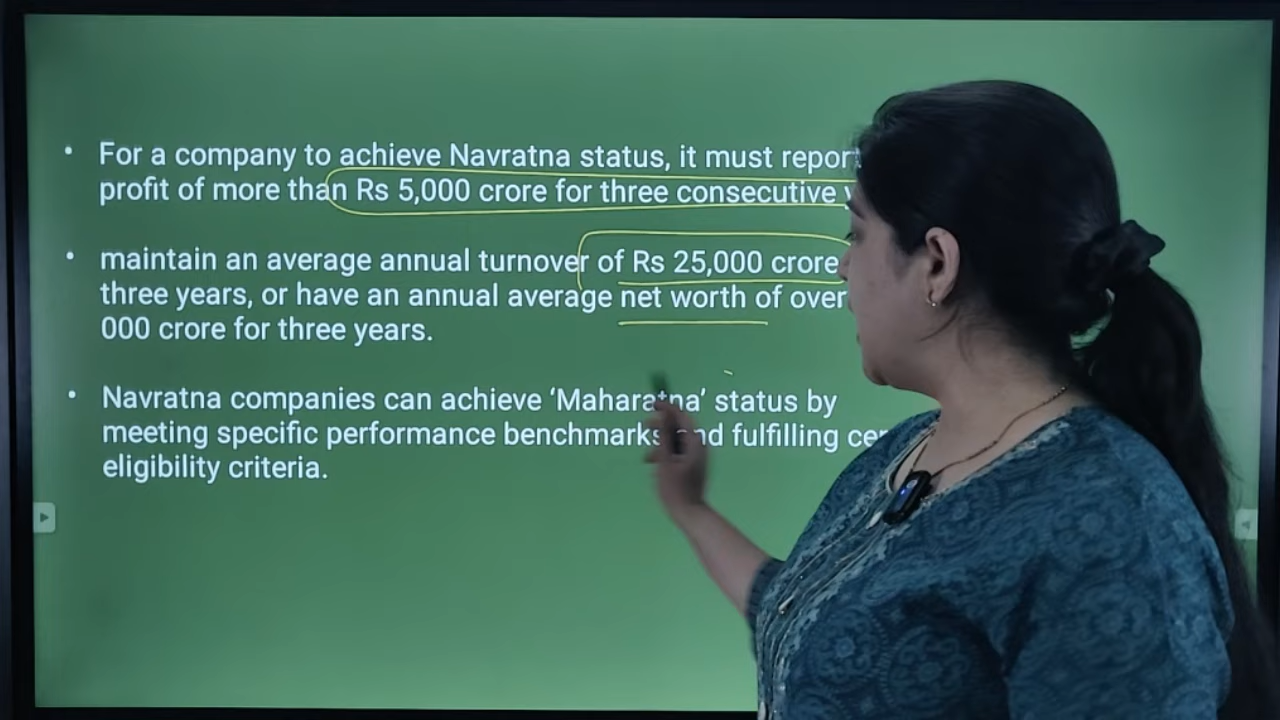 • For a company to achieve Navratna status, it must report
profit of more than Rs 5,000 crore for three consecutive
• maintain an average annual turnover of Rs 25,000 crore
three years, or have an annual average net worth of over
000 crore for three years.
• Navratna companies can achieve ‘Maharatna’ status by
meeting specific performance benchmarks and fulfilling
eligibility criteria.